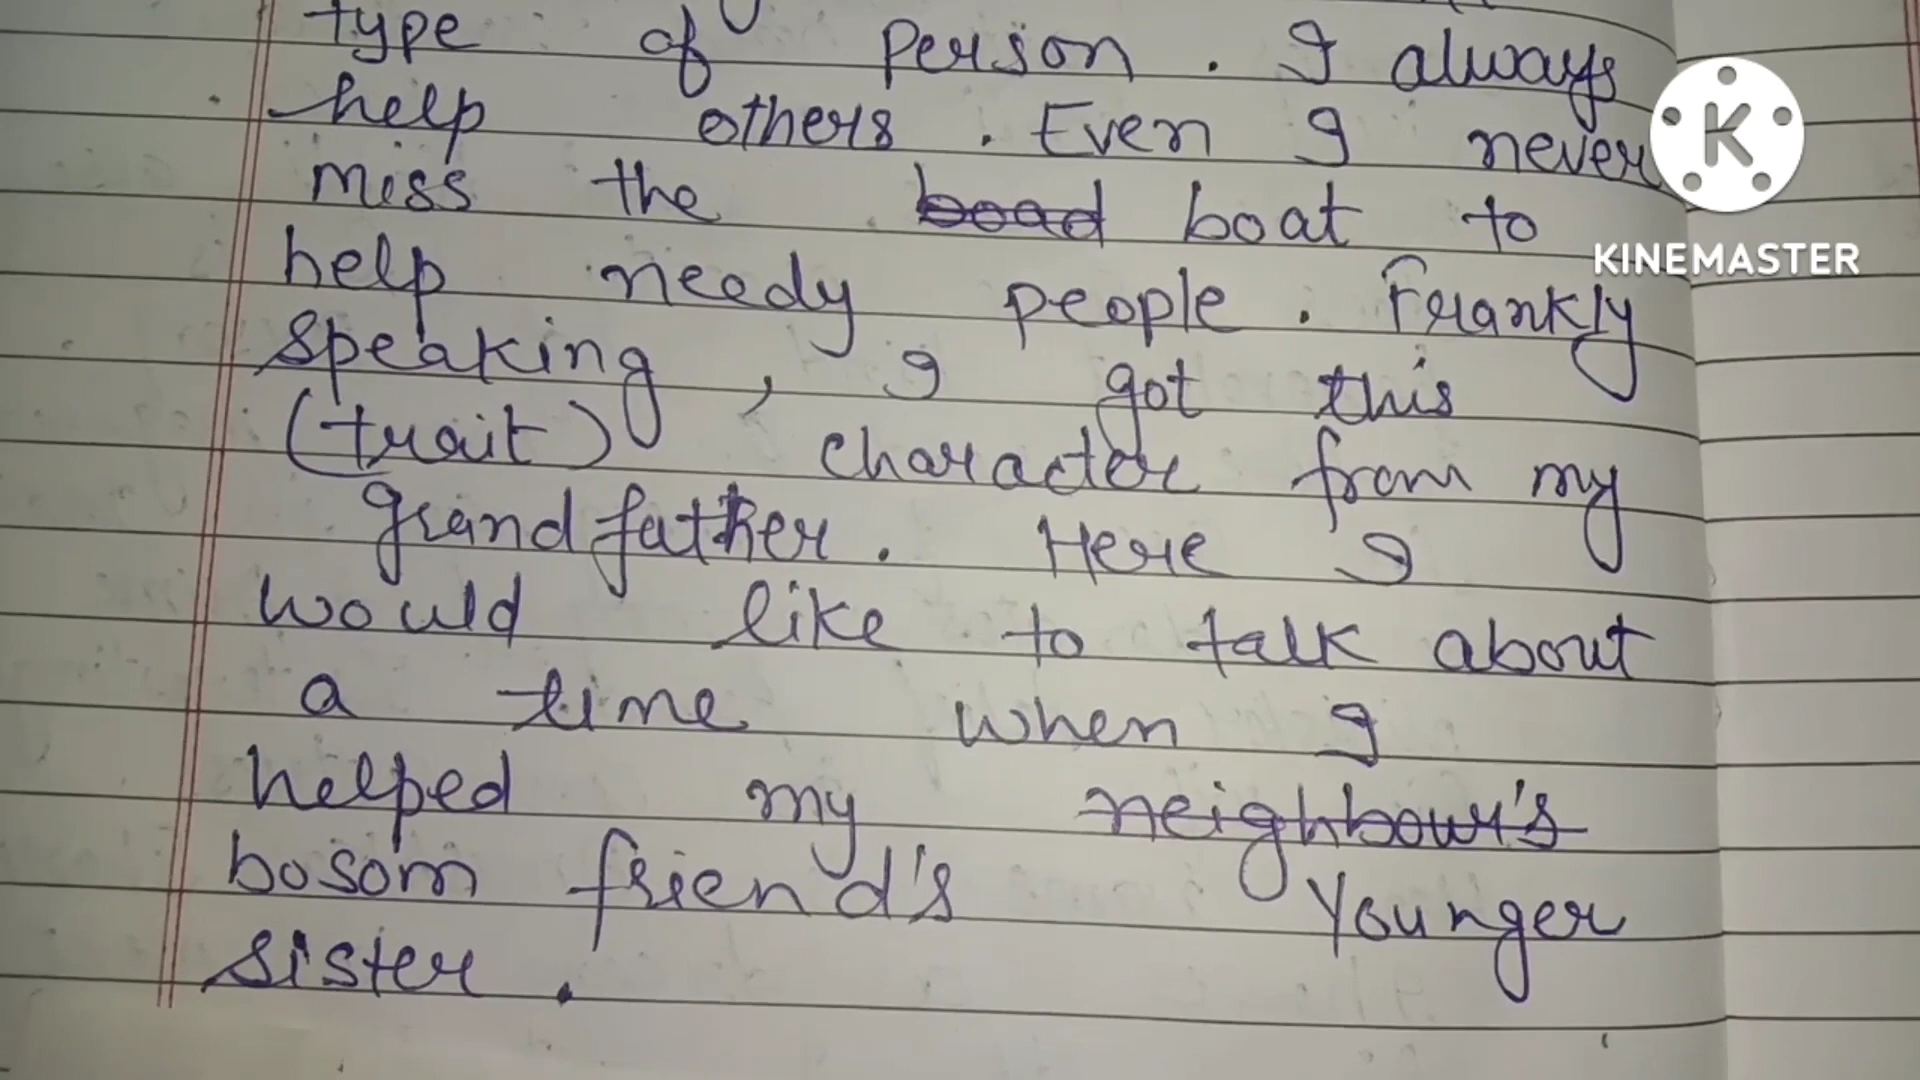 type of person. I always
help others. Even I never
miss the boad boat to
help needy people. Frankly
speaking, I got this
(trait) character from my
grandfather. Here I
would like to talk about
a time when I
helped my neighbour's
bosom friend's Younger
sister.
K
KINEMASTER